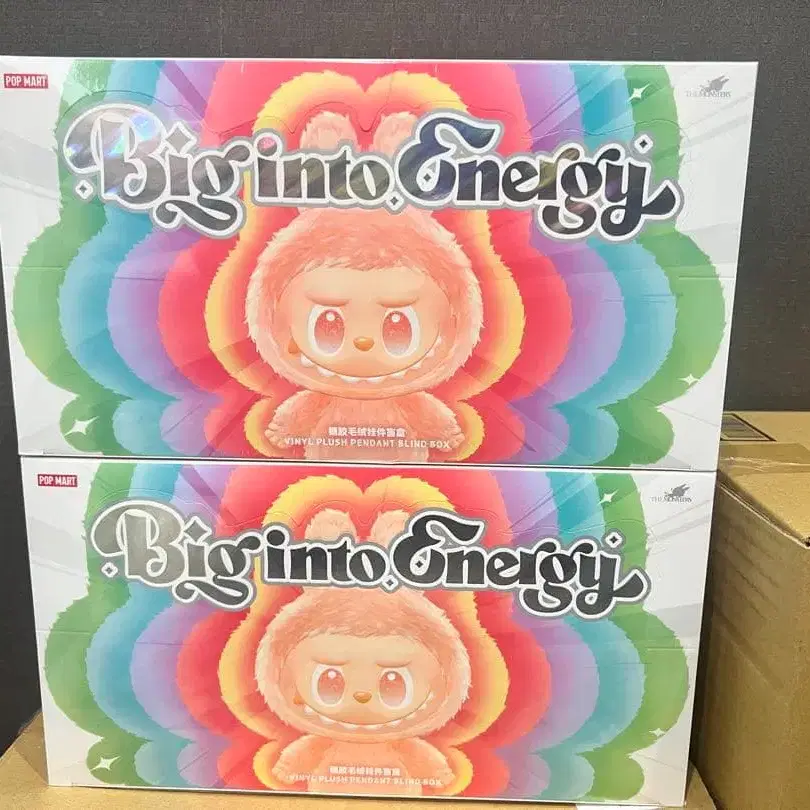 POP MART
THE MONSTERS
Big into Energy
搪胶毛绒挂件盲盒
VINYL PLUSH PENDANT BLIND BOX
POP MART
THE MONSTERS
Big into Energy
搪胶毛绒挂件盲盒
VINYL PLUSH PENDANT BLIND BOX